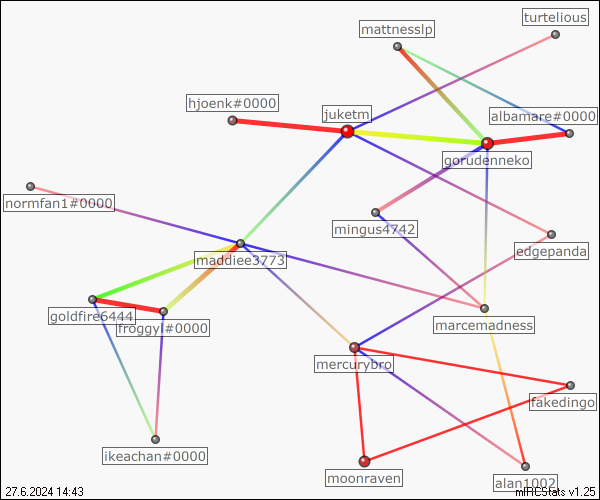 turtelious
mattnesslp
hjoenk#0000
juketm
albamare#0000
gorudenneko
normfan1#0000
mingus4742
edgepanda
maddiee3773
goldfire6444
froggyl#0000
marcemadness
mercurybro
fakedingo
ikeachan#0000
moonraven
alan1002
27.6.2024 14:43
mIRCStats v1.25